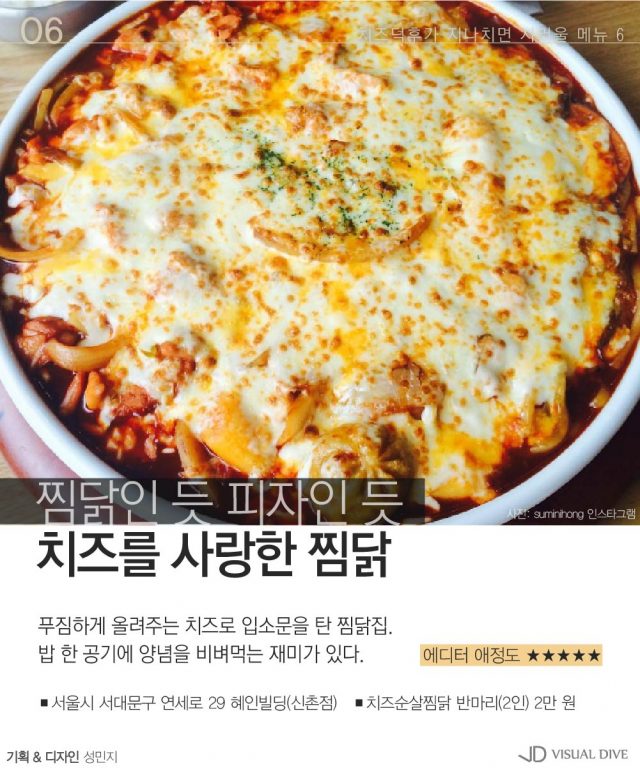 06
치즈덕후가 지나치면 서러울 메뉴 6
찜닭인 듯 피자인 듯
사진: suminihong 인스타그램
치즈를 사랑한 찜닭
푸짐하게 올려주는 치즈로 입소문을 탄 찜닭집.
밥 한 공기에 양념을 비벼먹는 재미가 있다.
에디터 애정도 ★★★★★
■ 서울시 서대문구 연세로 29 혜인빌딩(신촌점) ■ 치즈순살찜닭 반마리(2인) 2만 원
기획 & 디자인 성민지
VISUAL DIVE